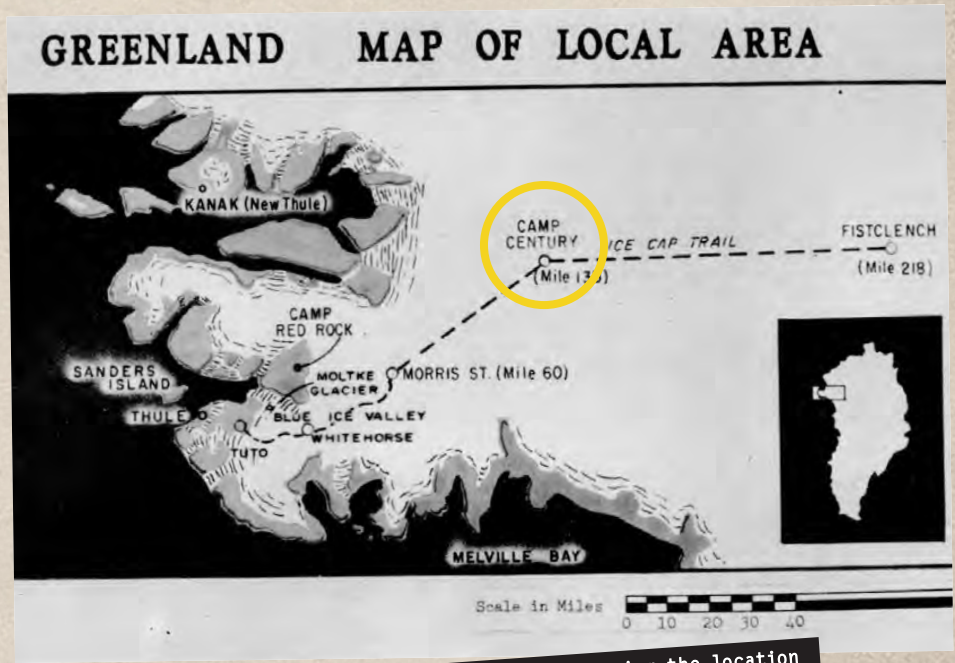 GREENLAND MAP OF LOCAL AREA
KANAK (New Thule)
CAMP
CENTURY
ICE CAP TRAIL
FISTCLENCH
(Mile 218)
CAMP
RED ROCK
SANDERS
ISLAND
MOLTKE
GLACIER
MORRIS ST. (Mile 60)
THULE
BLUE ICE VALLEY
WHITEHORSE
TUTO
MELVILLE BAY
Scale in Miles
0 10 20 30 40
the location